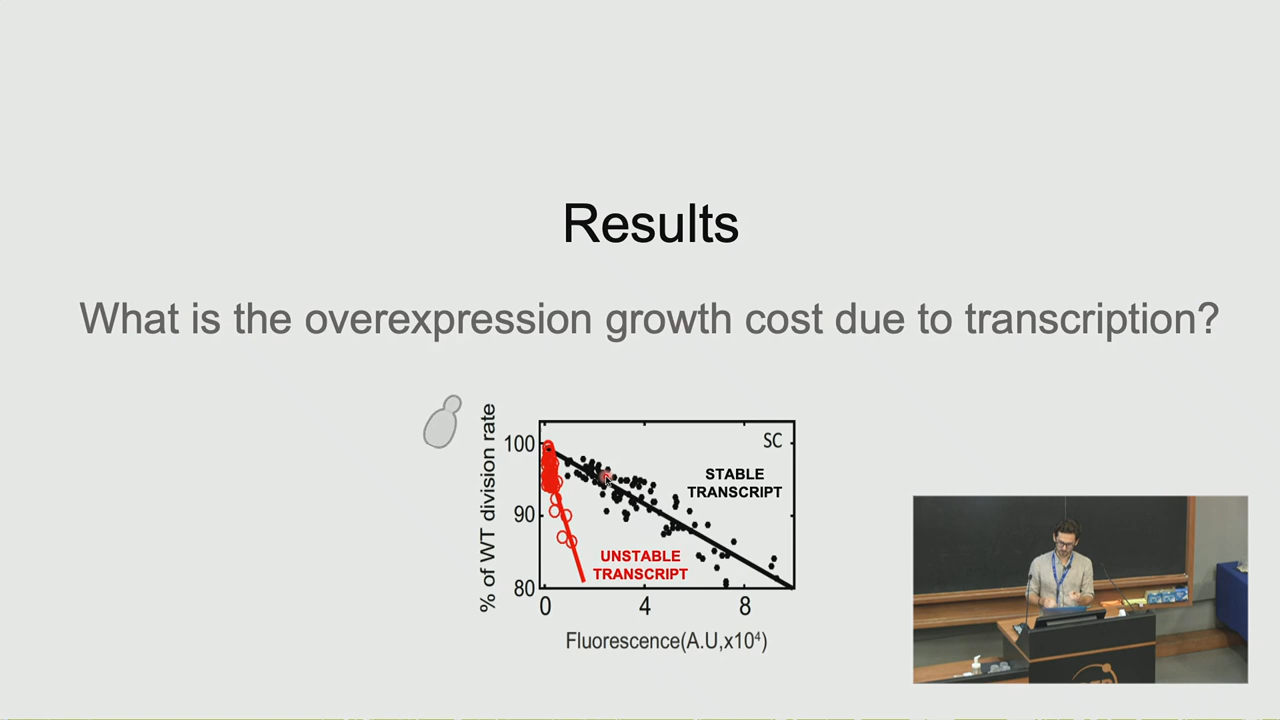 Results
What is the overexpression growth cost due to transcription?
% of WT division rate
100
90
80
SC
STABLE
TRANSCRIPT
UNSTABLE
TRANSCRIPT
0 4 8
Fluorescence(A.U,x10⁴)